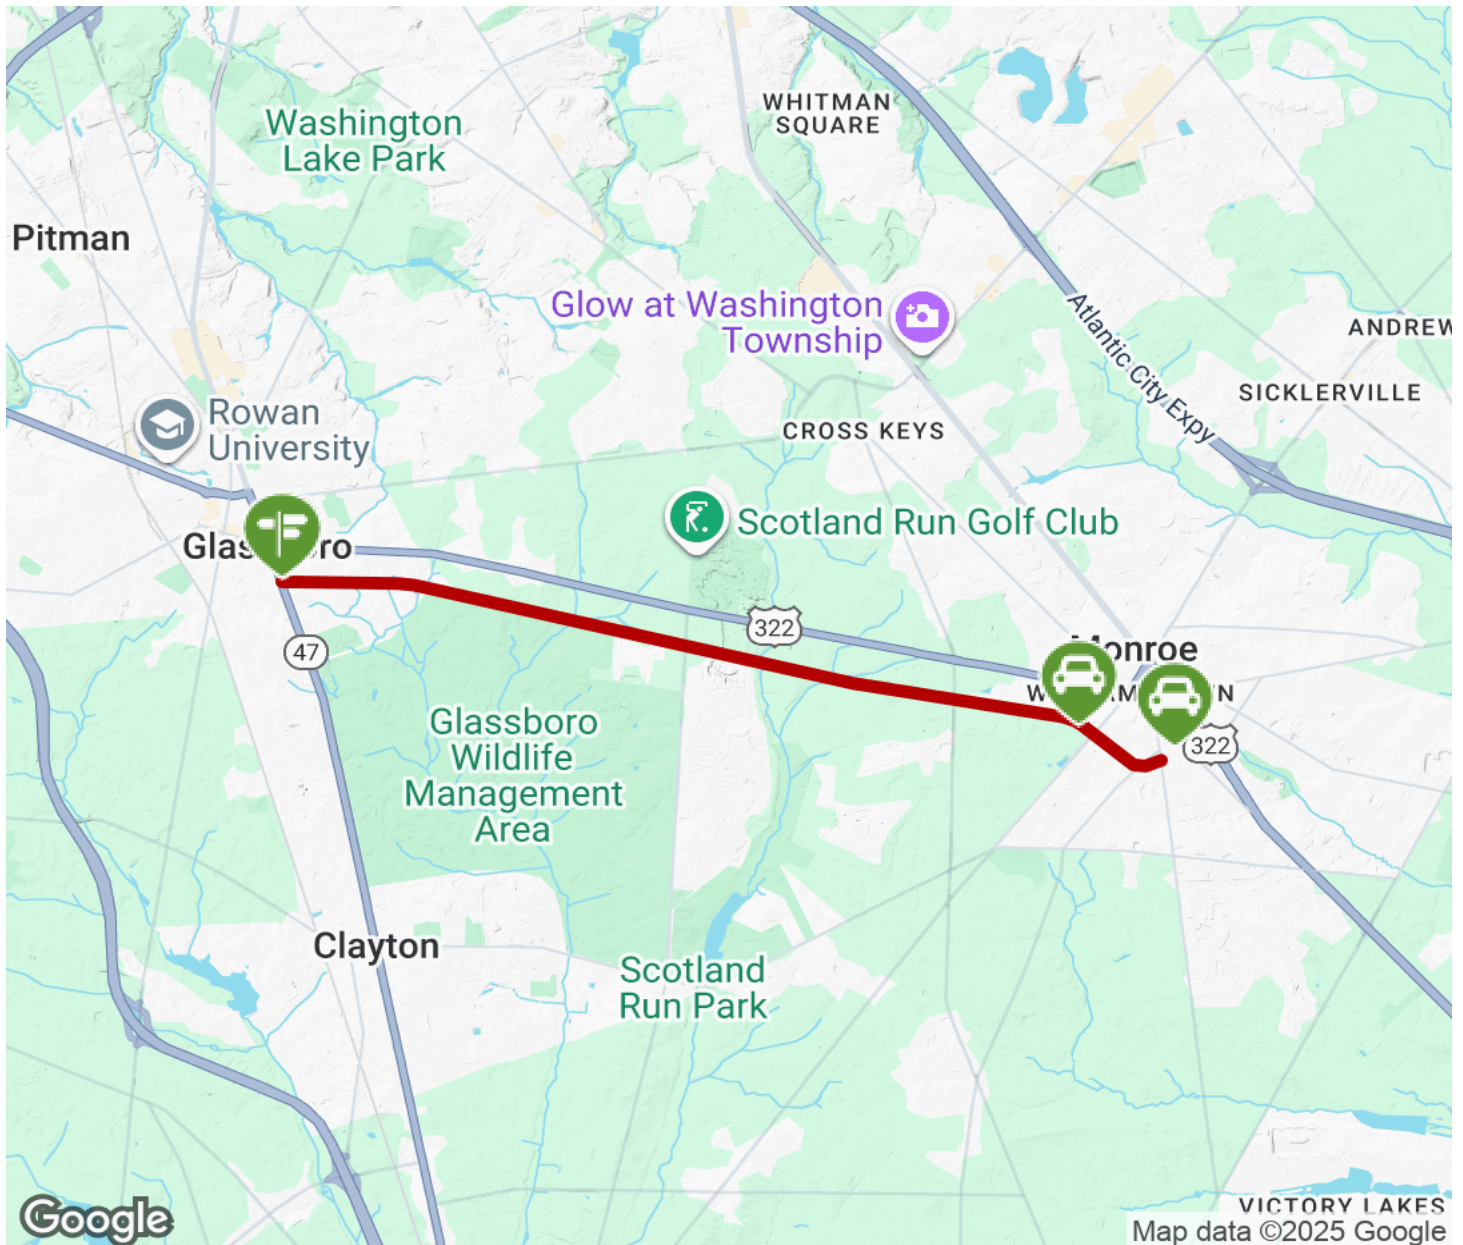 WHITMAN
SQUARE
Washington
Lake Park
Pitman
Glow at Washington
Township
Atlantic City Expy
ANDREW
SICKLERVILLE
Rowan
University
CROSS KEYS
Scotland Run Golf Club
322
47
Monroe
322
Glassboro
Wildlife
Management
Area
Clayton
Scotland
Run Park
VICTORY LAKES
Google
Map data ©2025 Google